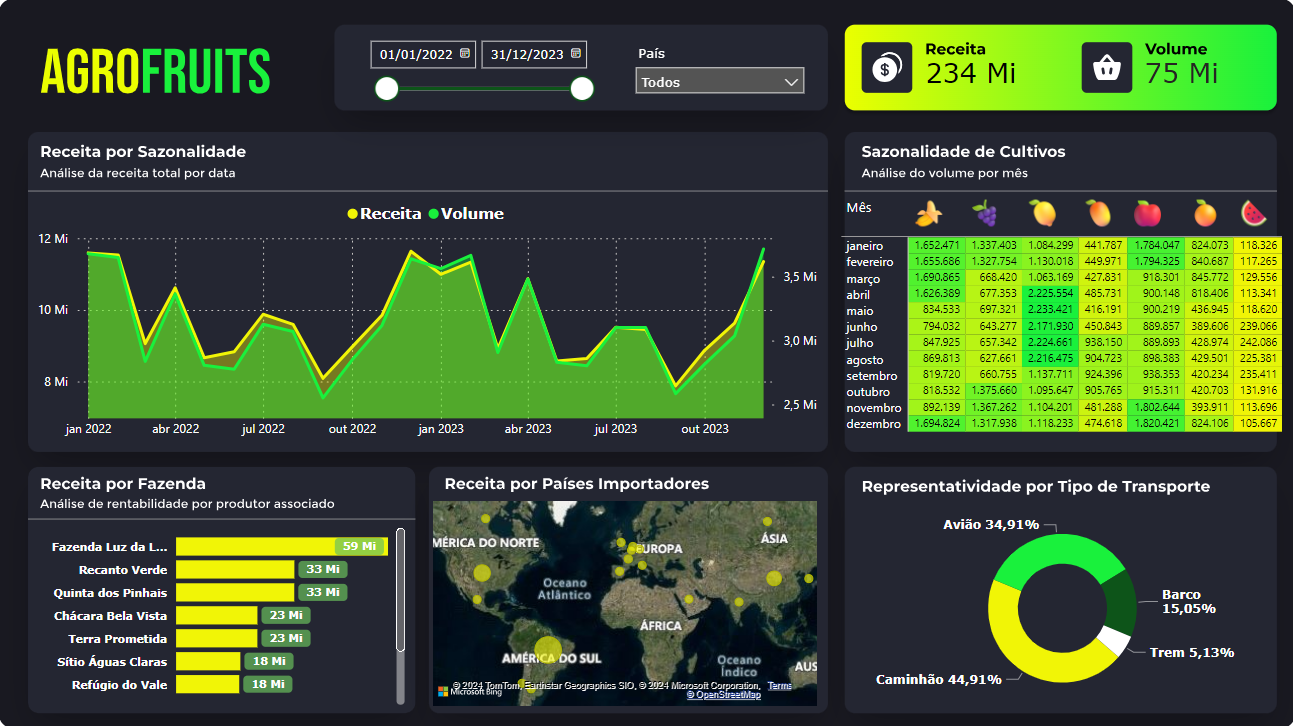 AGROFRUITS
01/01/2022 31/12/2023
País
Todos
Receita
234 Mi
Volume
75 Mi
Receita por Sazonalidade
Análise da receita total por data
Receita Volume
12 Mi
10 Mi
8 Mi
3,5 Mi
3,0 Mi
2,5 Mi
jan 2022 abr 2022 jul 2022 out 2022 jan 2023 abr 2023 jul 2023 out 2023
Sazonalidade de Cultivos
Análise do volume por mês
Mês
janeiro 1.652.471 1.337.403 1.084.299 441.787 1.784.047 824.073 118.326
fevereiro 1.655.686 1.327.754 1.130.018 449.971 1.794.325 840.687 117.265
março 1.690.865 668.420 1.063.169 427.831 918.301 845.772 129.556
abril 1.626.389 677.353 2.225.554 485.731 900.148 818.406 113.341
maio 834.533 697.321 2.233.421 416.191 900.219 436.945 118.620
junho 794.032 643.277 2.171.930 450.843 889.857 389.606 239.066
julho 847.925 657.342 2.224.661 938.150 889.893 428.974 242.086
agosto 869.813 627.661 2.216.475 904.723 898.383 429.501 225.381
setembro 819.720 660.755 1.137.711 924.396 938.353 420.234 235.411
outubro 818.532 1.375.660 1.095.647 905.765 915.311 420.703 131.916
novembro 892.139 1.367.262 1.104.201 481.288 1.802.644 393.911 113.696
dezembro 1.694.824 1.317.938 1.118.233 474.618 1.820.421 824.106 105.667
Receita por Fazenda
Análise de rentabilidade por produtor associado
Fazenda Luz da L... 59 Mi
Recanto Verde 33 Mi
Quinta dos Pinhais 33 Mi
Chácara Bela Vista 23 Mi
Terra Prometida 23 Mi
Sítio Águas Claras 18 Mi
Refúgio do Vale 18 Mi
Receita por Países Importadores
MÉRICA DO NORTE
EUROPA
ÁSIA
Oceano
Atlântico
ÁFRICA
AMÉRICA DO SUL
Oceano
Índico
AUS
© 2024 TomTom, Earthstar Geographics SIO, © 2024 Microsoft Corporation, Terms
Microsoft Bing
© OpenStreetMap
Representatividade por Tipo de Transporte
Avião 34,91%
Barco
15,05%
Trem 5,13%
Caminhão 44,91%